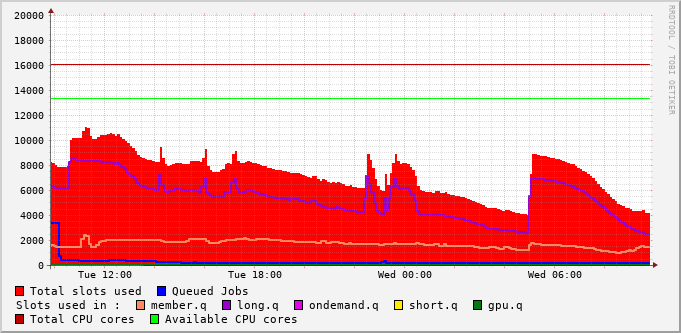 RRDTOOL / TOBI OETIKER
20000
18000
16000
14000
12000
10000
8000
6000
4000
2000
0
Tue 12:00 Tue 18:00 Wed 00:00 Wed 06:00
Total slots used Queued Jobs
Slots used in : member.q long.q ondemand.q short.q gpu.q
Total CPU cores Available CPU cores